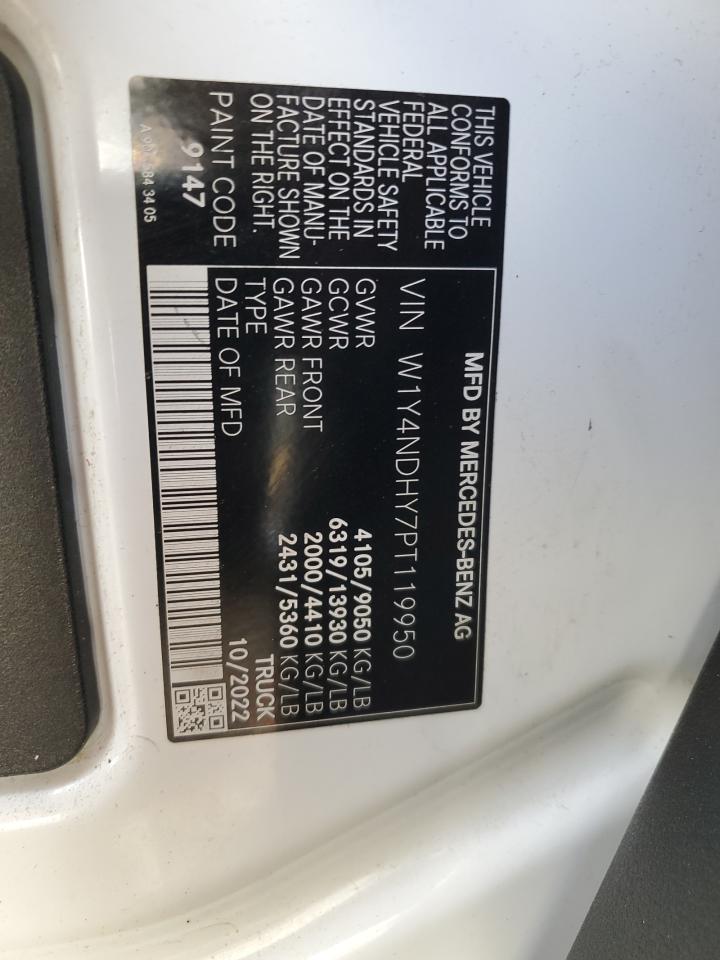 THIS VEHICLE
CONFORMS TO
ALL APPLICABLE
FEDERAL
VEHICLE SAFETY
STANDARDS IN
EFFECT ON THE
DATE OF MANU-
FACTURE SHOWN
ON THE RIGHT.
PAINT CODE
9147
584 34 05
MFD BY MERCEDES-BENZ AG
VIN W1Y4NDHY7PT119950
GVWR 4105/9050 KG/LB
GCWR 6319/13930 KG/LB
GAWR FRONT 2000/4410 KG/LB
GAWR REAR 2431/5360 KG/LB
TYPE TRUCK
DATE OF MFD 10/2022